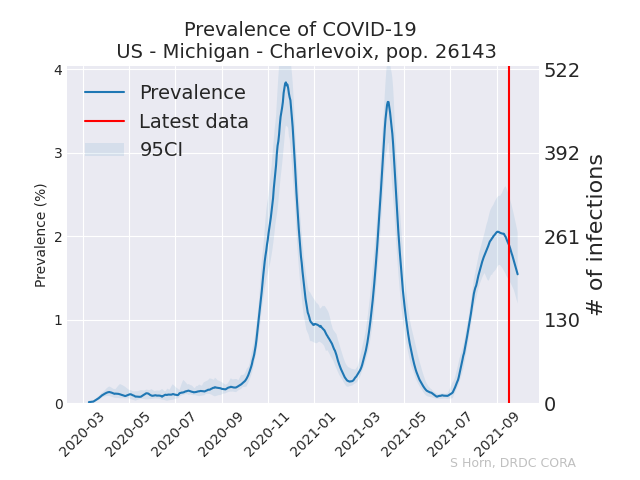 Prevalence of COVID-19
US - Michigan - Charlevoix, pop. 26143
Prevalence
Latest data
95CI
4
3
2
1
0
Prevalence (%)
522
392
261
130
0
# of infections
2020-03
2020-05
2020-07
2020-09
2020-11
2021-01
2021-03
2021-05
2021-07
2021-09
S Horn, DRDC CORA